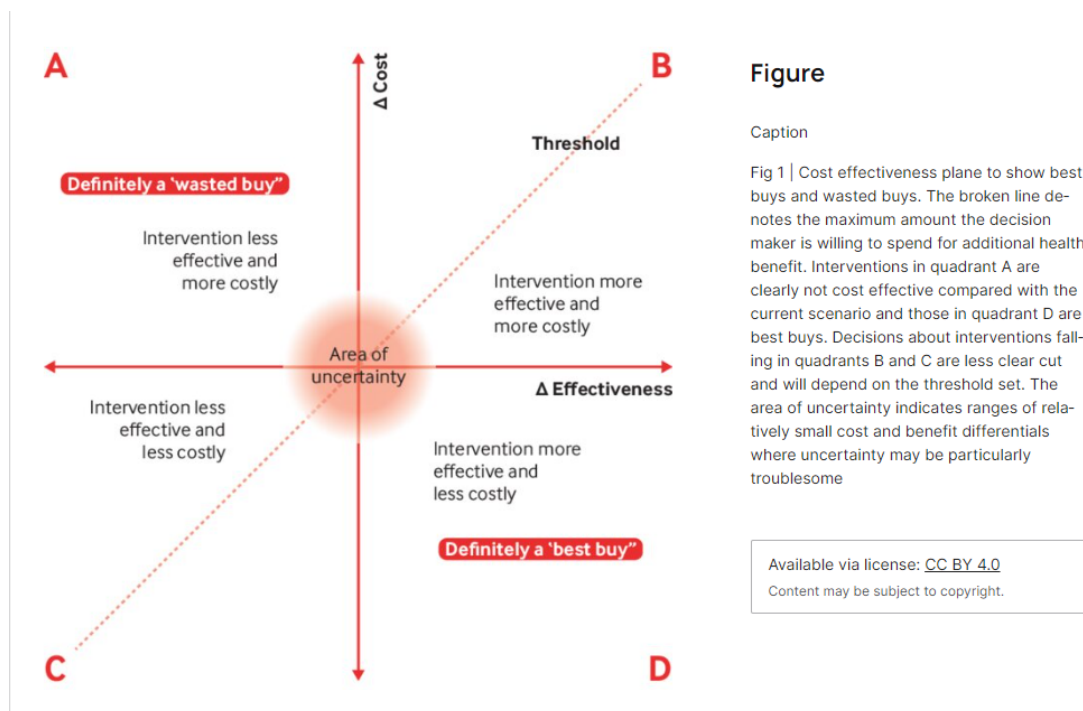 A
B
Δ Cost
Threshold
Definitely a ‘wasted buy”
Intervention less
effective and
more costly
Intervention more
effective and
more costly
Area of
uncertainty
Δ Effectiveness
Intervention less
effective and
less costly
Intervention more
effective and
less costly
Definitely a ‘best buy”
C
D
Figure
Caption
Fig 1 | Cost effectiveness plane to show best
buys and wasted buys. The broken line de-
notes the maximum amount the decision
maker is willing to spend for additional health
benefit. Interventions in quadrant A are
clearly not cost effective compared with the
current scenario and those in quadrant D are
best buys. Decisions about interventions fall-
ing in quadrants B and C are less clear cut
and will depend on the threshold set. The
area of uncertainty indicates ranges of rela-
tively small cost and benefit differentials
where uncertainty may be particularly
troublesome
Available via license: CC BY 4.0
Content may be subject to copyright.